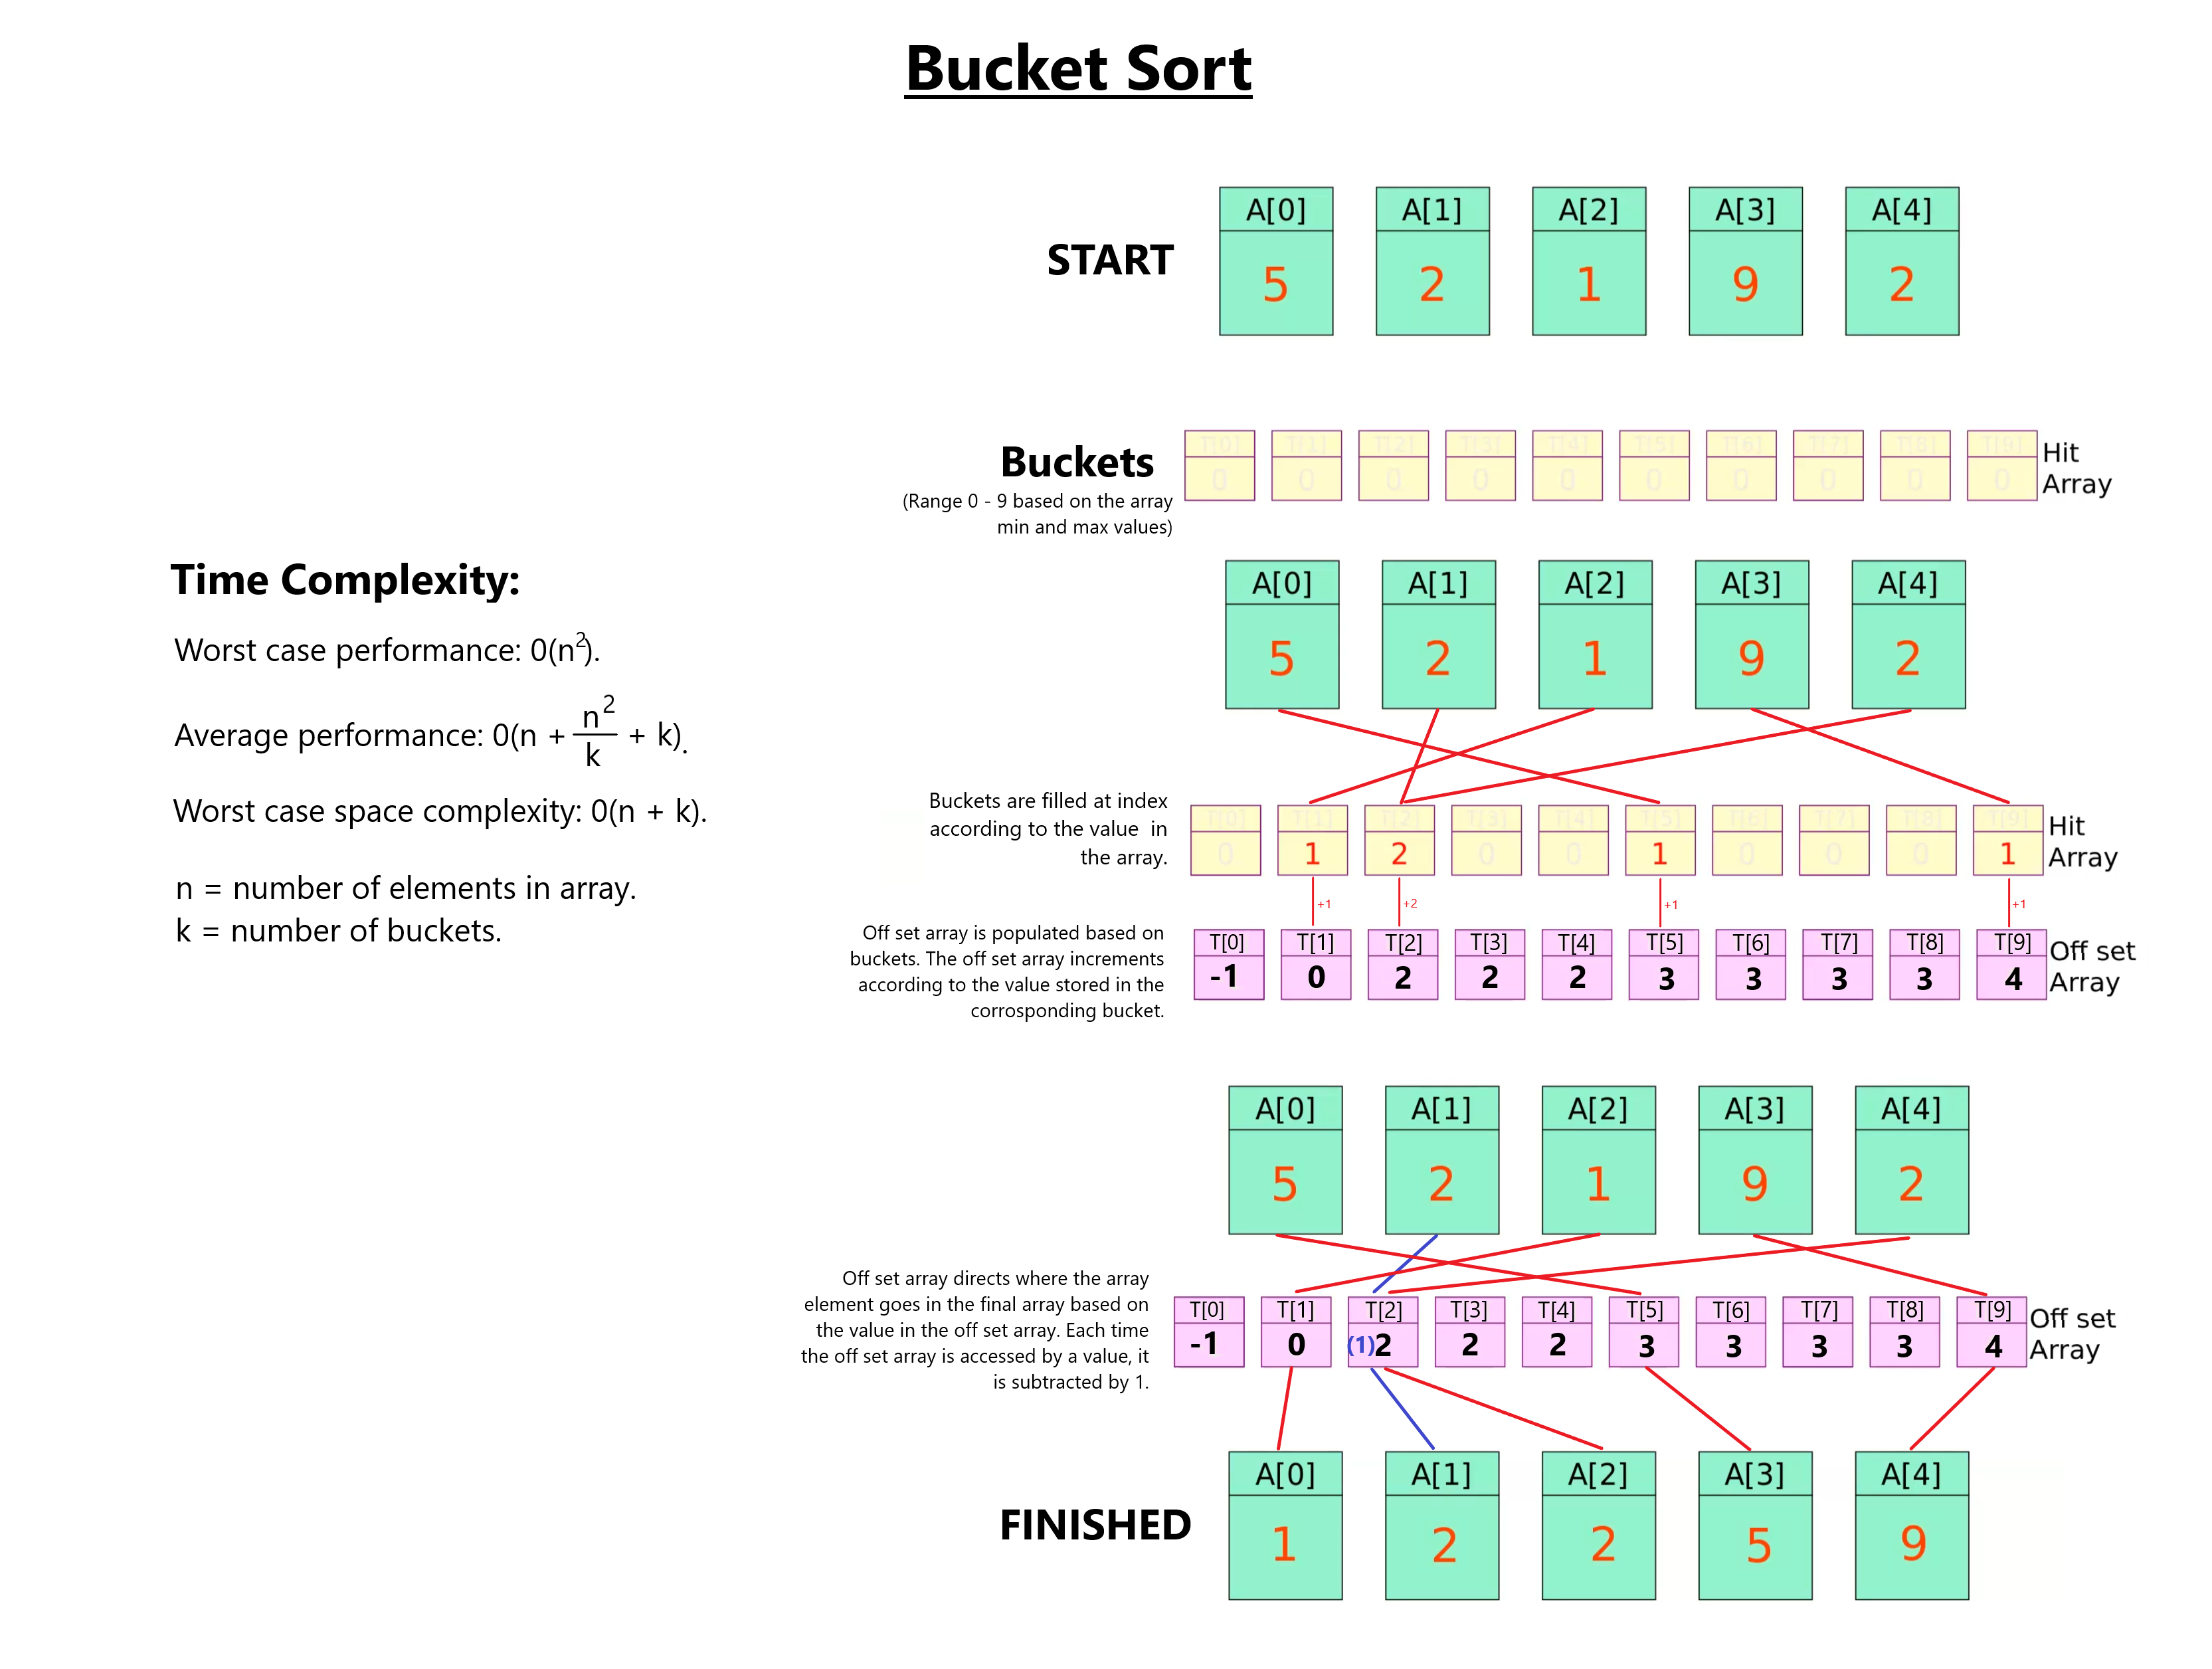 Bucket Sort
START
A[0] A[1] A[2] A[3] A[4]
5 2 1 9 2
Buckets
(Range 0 - 9 based on the array
min and max values)
T[0] T[1] T[2] T[3] T[4] T[5] T[6] T[7] T[8] T[9]
0 0 0 0 0 0 0 0 0 0
Hit
Array
Time Complexity:
Worst case performance: 0(n²).
Average performance: 0(n + n²/k + k).
Worst case space complexity: 0(n + k).
n = number of elements in array.
k = number of buckets.
A[0] A[1] A[2] A[3] A[4]
5 2 1 9 2
Buckets are filled at index
according to the value in
the array.
T[0] T[1] T[2] T[3] T[4] T[5] T[6] T[7] T[8] T[9]
0 1 2 0 0 1 0 0 0 1
Hit
Array
+1 +2 +1 +1
Off set array is populated based on
buckets. The off set array increments
according to the value stored in the
corrosponding bucket.
T[0] T[1] T[2] T[3] T[4] T[5] T[6] T[7] T[8] T[9]
-1 0 2 2 2 3 3 3 3 4
Off set
Array
A[0] A[1] A[2] A[3] A[4]
5 2 1 9 2
Off set array directs where the array
element goes in the final array based on
the value in the off set array. Each time
the off set array is accessed by a value, it
is subtracted by 1.
T[0] T[1] T[2] T[3] T[4] T[5] T[6] T[7] T[8] T[9]
-1 0 (1)2 2 2 3 3 3 3 4
Off set
Array
FINISHED
A[0] A[1] A[2] A[3] A[4]
1 2 2 5 9